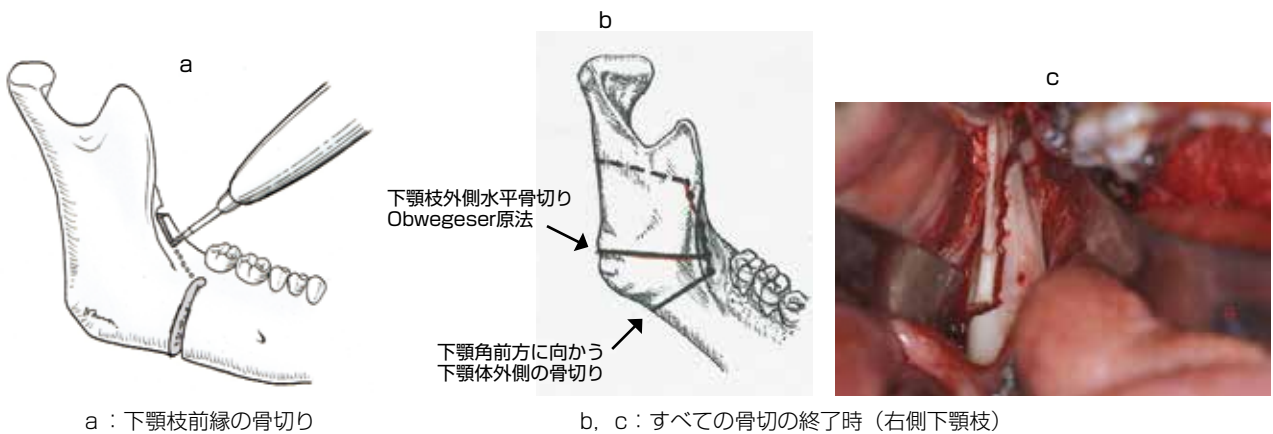 a
b
c
下顎枝外側水平骨切り
Obwegeser原法
下顎角前方に向かう
下顎体外側の骨切り
a：下顎枝前縁の骨切り
b，c：すべての骨切の終了時（右側下顎枝）